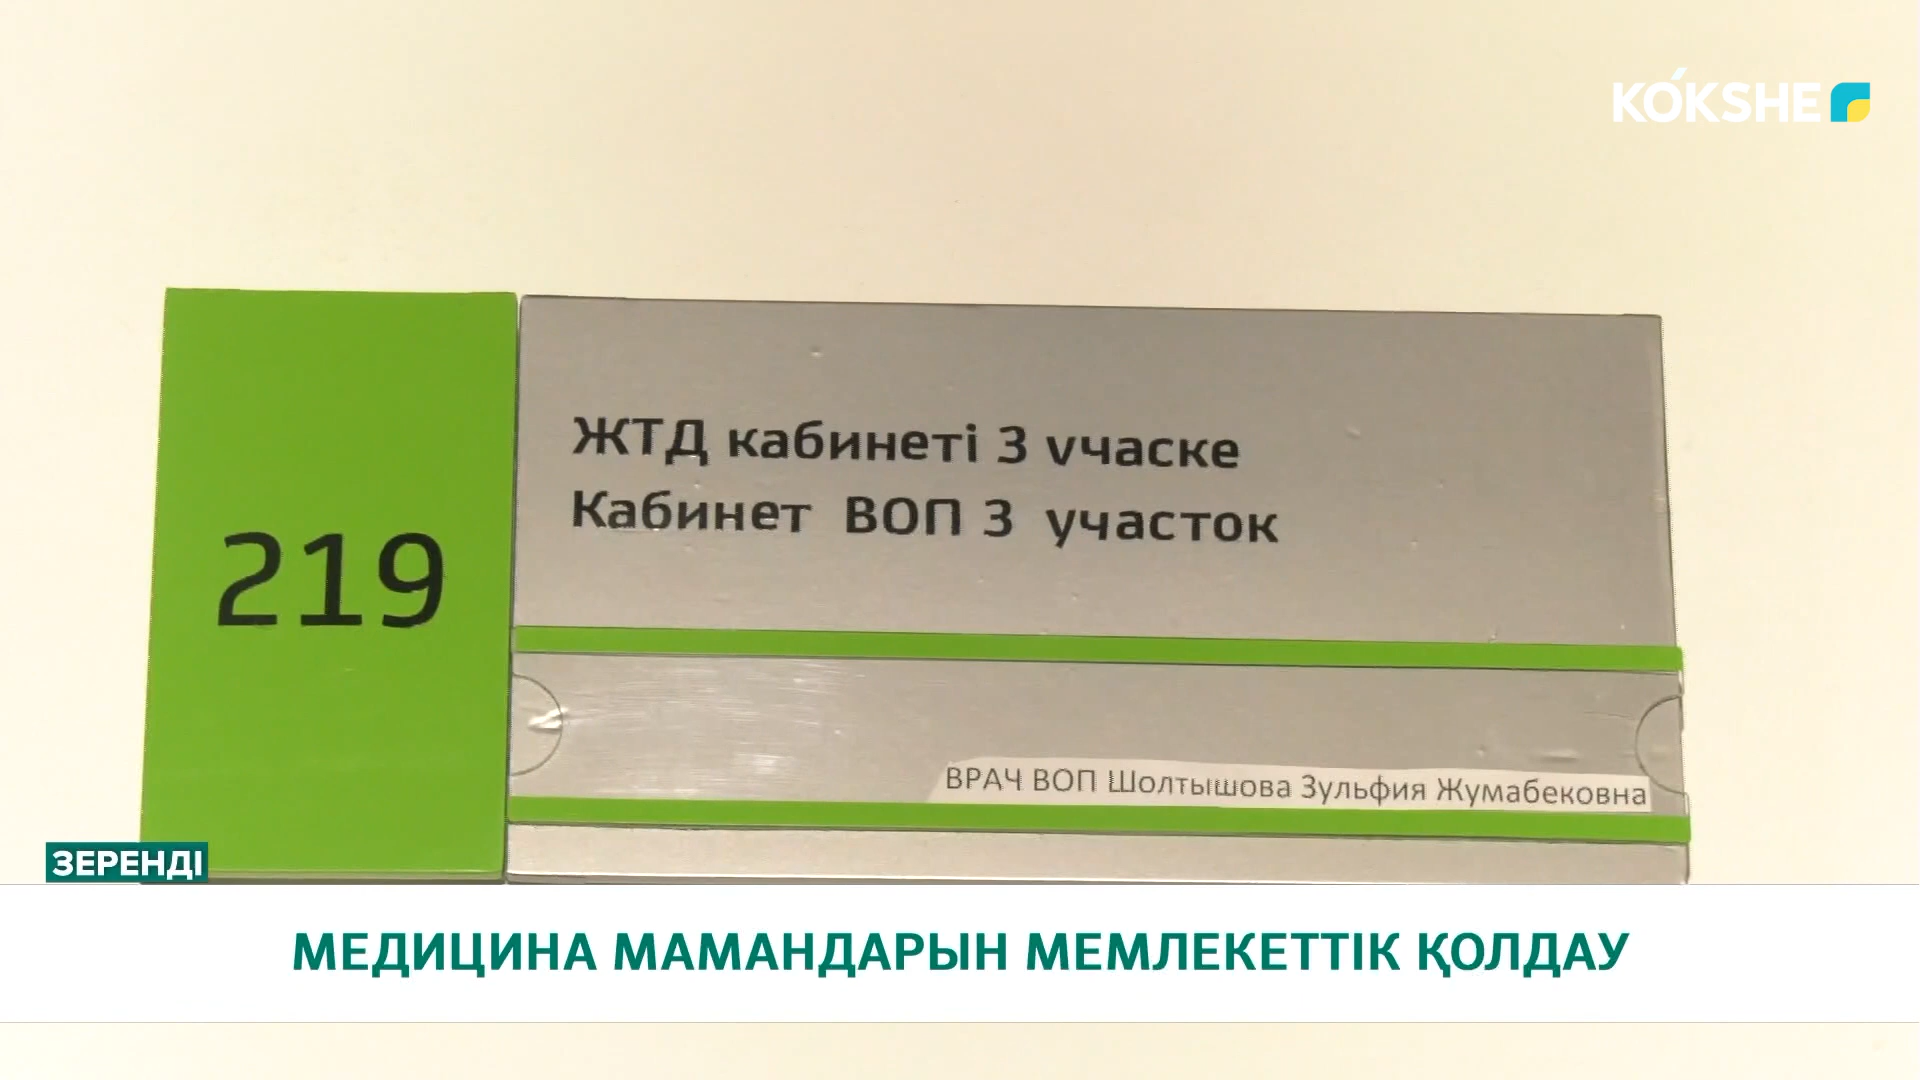 KÓKSHE
219
ЖТД кабинеті 3 учаске
Кабинет ВОП 3 участок
ВРАЧ ВОП Шолтышова Зульфия Жумабековна
ЗЕРЕНДІ
МЕДИЦИНА МАМАНДАРЫН МЕМЛЕКЕТТІК ҚОЛДАУ